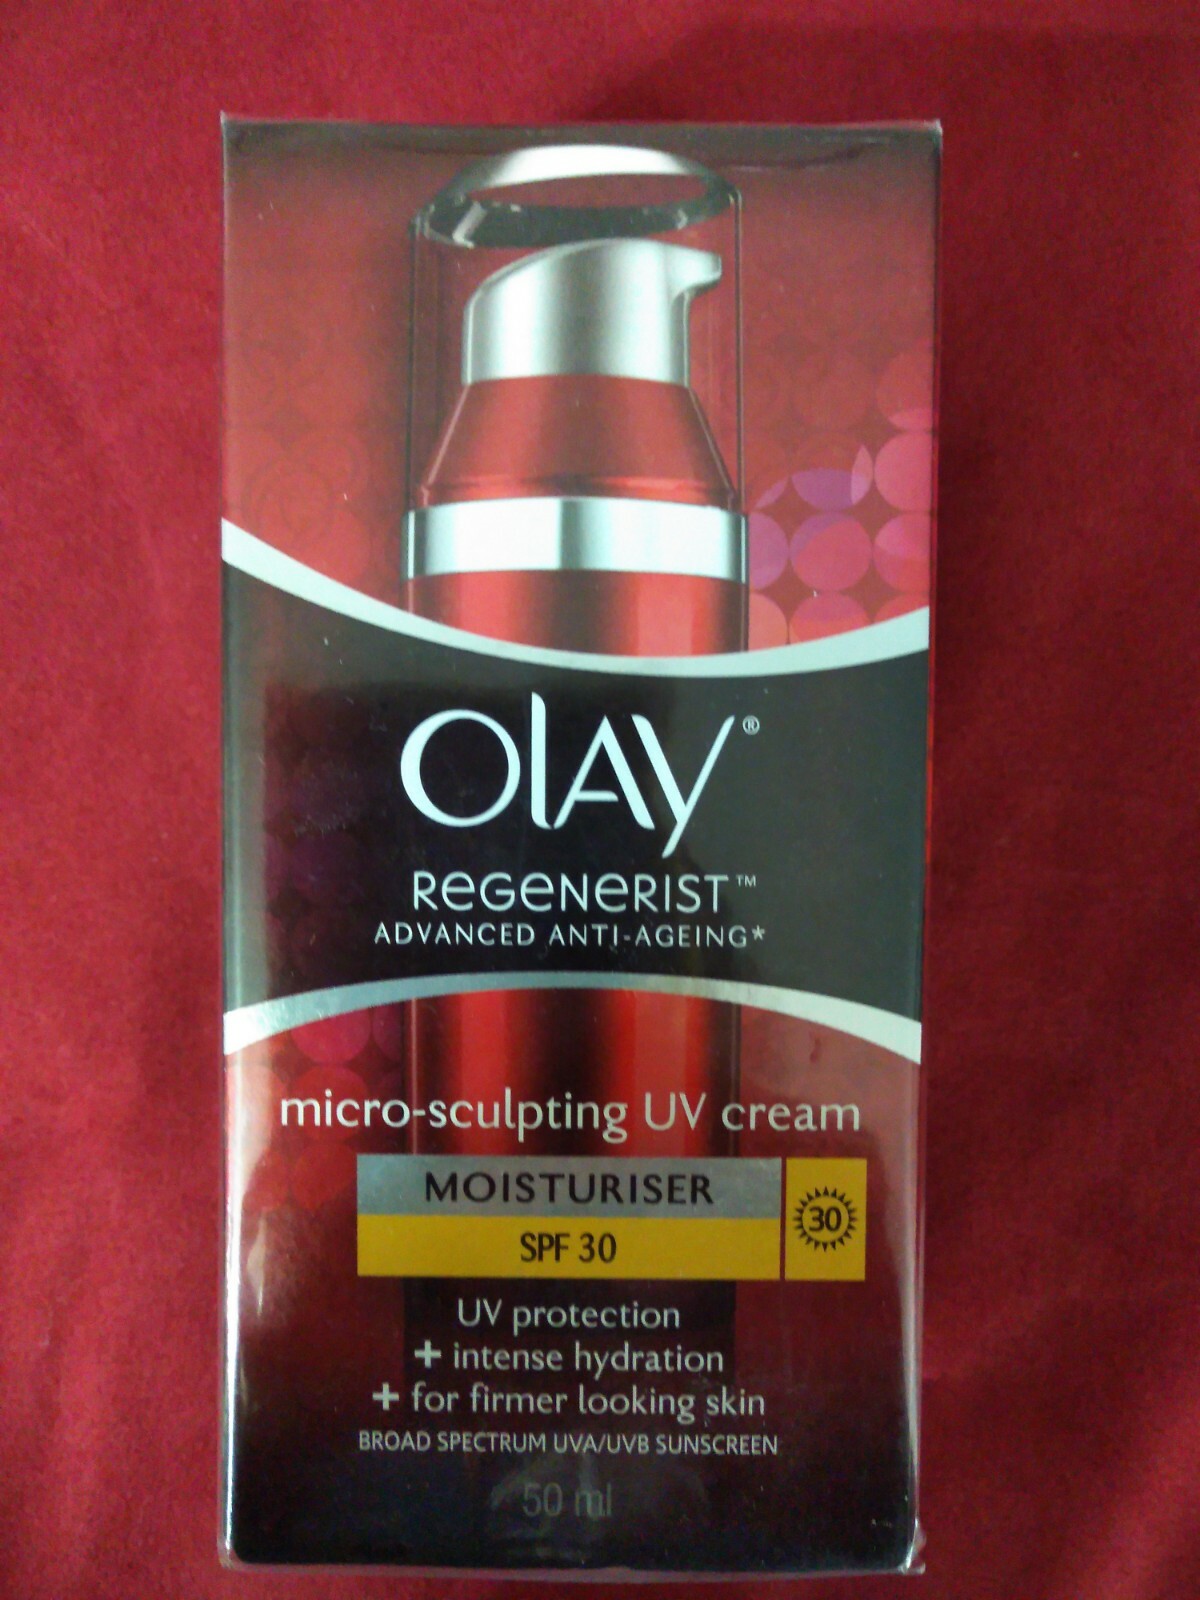 OlAy®
ReGeNeRIST™
ADVANCED ANTI-AGEING*
micro-sculpting UV cream
MOISTURISER
SPF 30
30
UV protection
+ intense hydration
+ for firmer looking skin
BROAD SPECTRUM UVA/UVB SUNSCREEN
50 ml